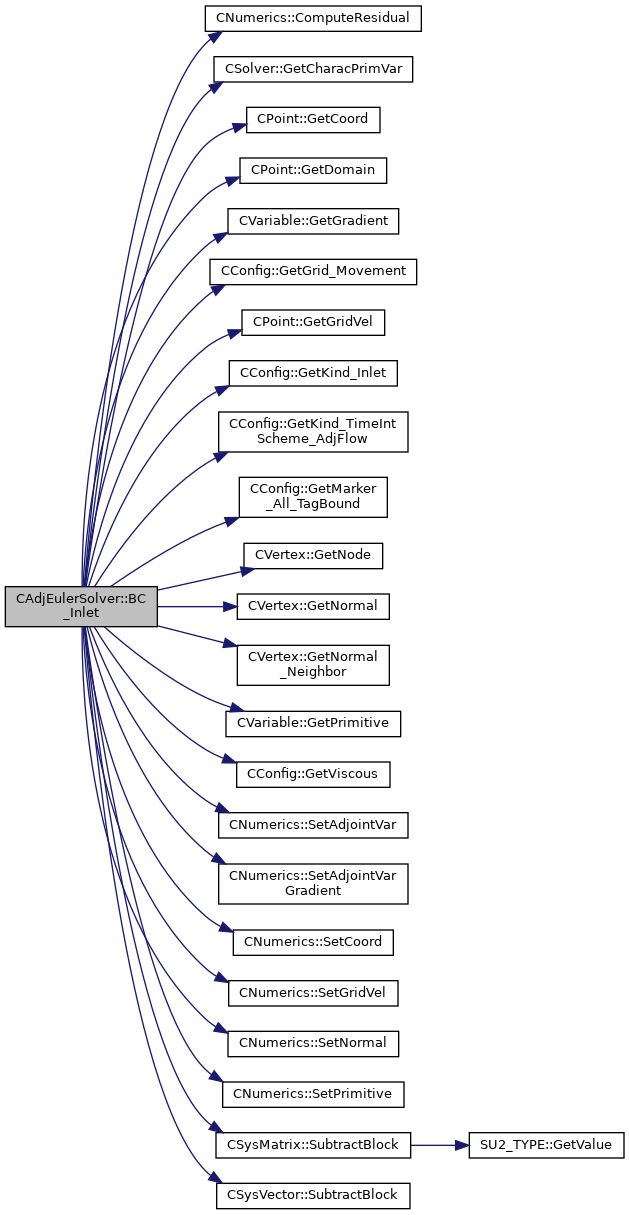 CNumerics::ComputeResidual
CSolver::GetCharacPrimVar
CPoint::GetCoord
CPoint::GetDomain
CVariable::GetGradient
CConfig::GetGrid_Movement
CPoint::GetGridVel
CConfig::GetKind_Inlet
CConfig::GetKind_TimeInt
Scheme_AdjFlow
CConfig::GetMarker
_All_TagBound
CVertex::GetNode
CAdjEulerSolver::BC
_Inlet
CVertex::GetNormal
CVertex::GetNormal
_Neighbor
CVariable::GetPrimitive
CConfig::GetViscous
CNumerics::SetAdjointVar
CNumerics::SetAdjointVar
Gradient
CNumerics::SetCoord
CNumerics::SetGridVel
CNumerics::SetNormal
CNumerics::SetPrimitive
CSysMatrix::SubtractBlock
SU2_TYPE::GetValue
CSysVector::SubtractBlock